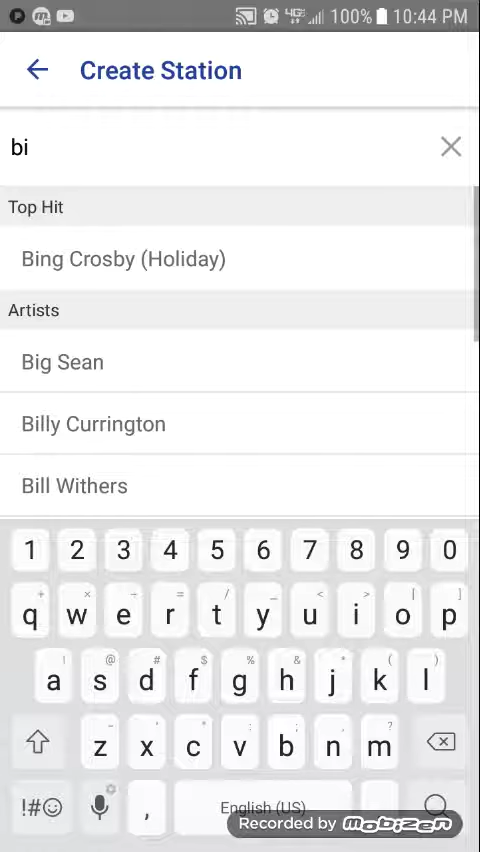 4G 100% 10:44 PM
Create Station
bi
Top Hit
Bing Crosby (Holiday)
Artists
Big Sean
Billy Currington
Bill Withers
1 2 3 4 5 6 7 8 9 0
q w e r t y u i o p
a s d f g h j k l
z x c v b n m
!#☺ , English (US)
Recorded by mobizen